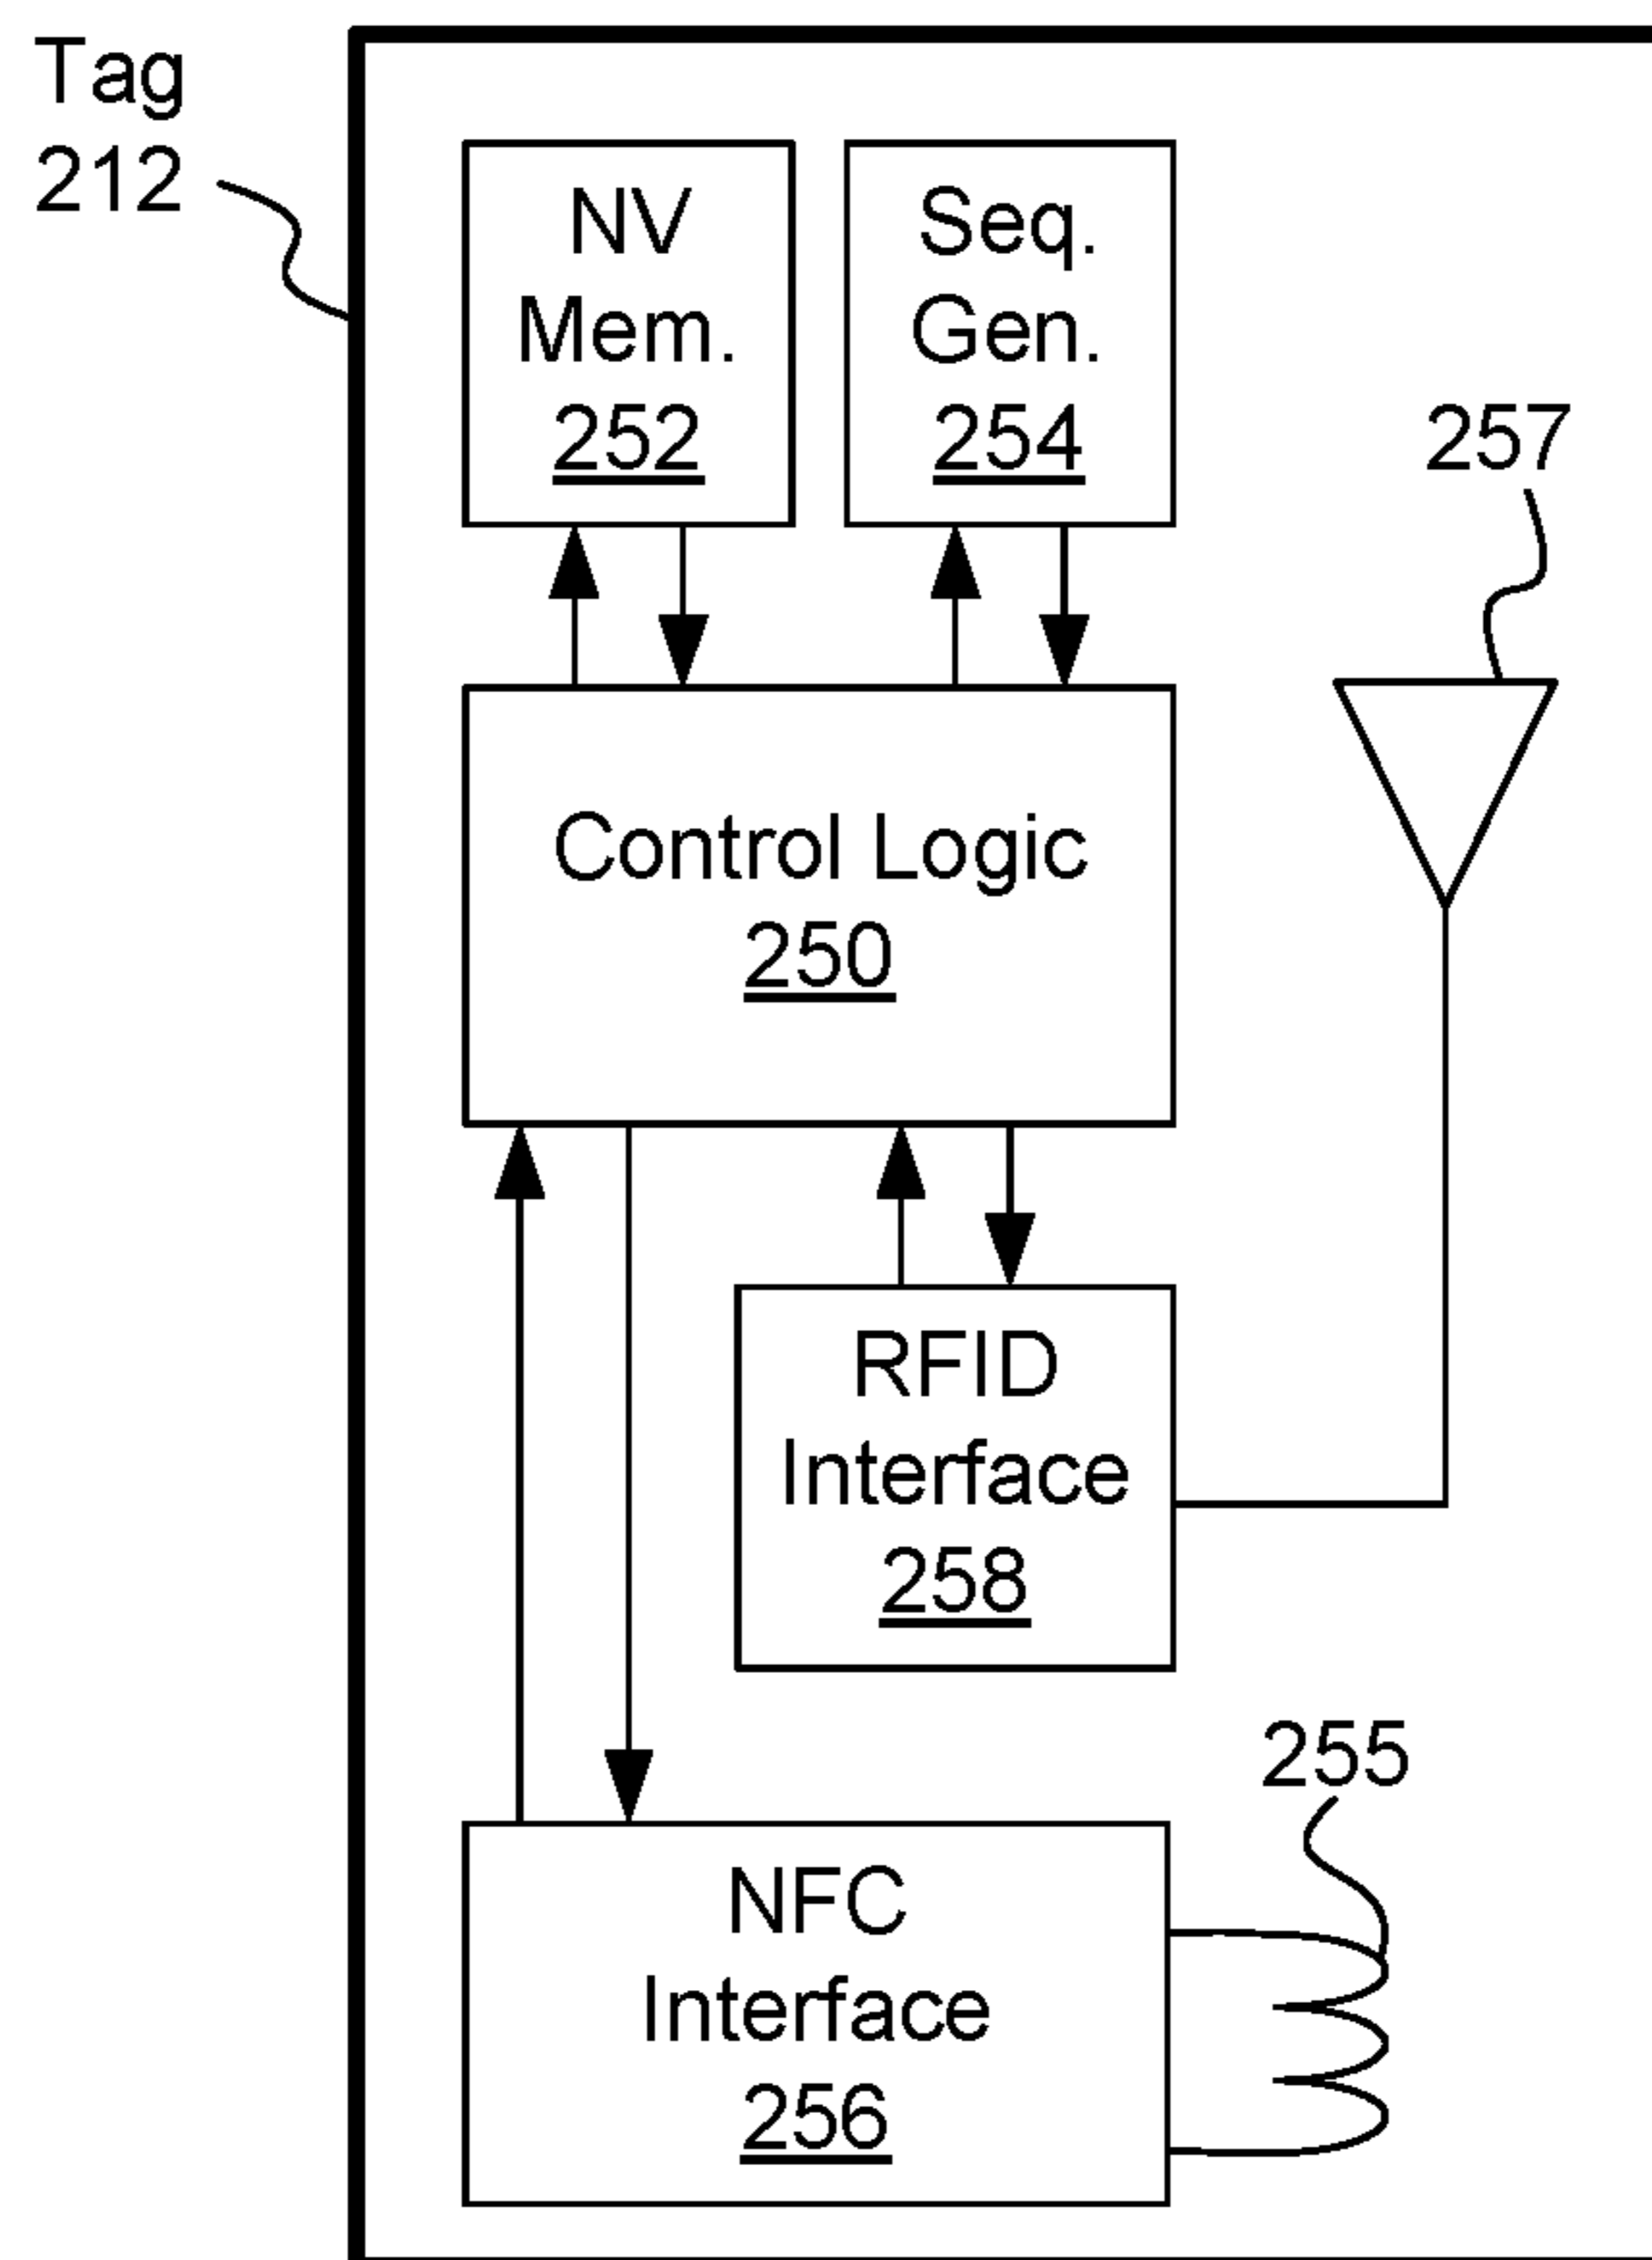 Tag
212
NV
Mem.
252
Seq.
Gen.
254
257
Control Logic
250
RFID
Interface
258
255
NFC
Interface
256